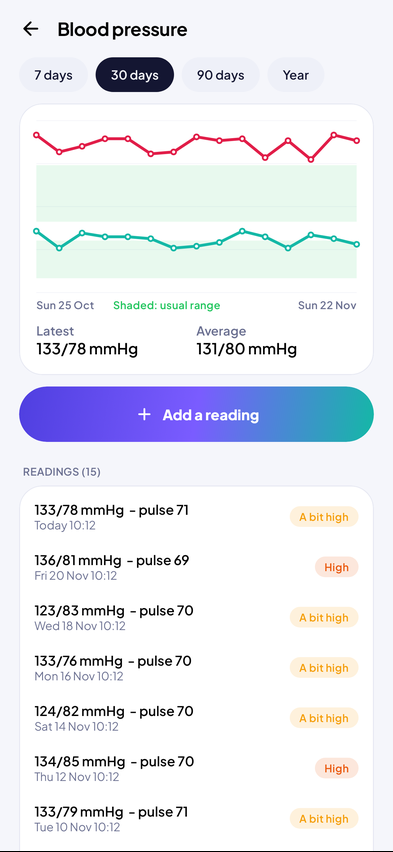 Blood pressure
7 days 30 days 90 days Year
Sun 25 Oct Shaded: usual range Sun 22 Nov
Latest Average
133/78 mmHg 131/80 mmHg
+ Add a reading
READINGS (15)
133/78 mmHg - pulse 71
Today 10:12
A bit high
136/81 mmHg - pulse 69
Fri 20 Nov 10:12
High
123/83 mmHg - pulse 70
Wed 18 Nov 10:12
A bit high
133/76 mmHg - pulse 70
Mon 16 Nov 10:12
A bit high
124/82 mmHg - pulse 70
Sat 14 Nov 10:12
A bit high
134/85 mmHg - pulse 70
Thu 12 Nov 10:12
High
133/79 mmHg - pulse 71
Tue 10 Nov 10:12
A bit high